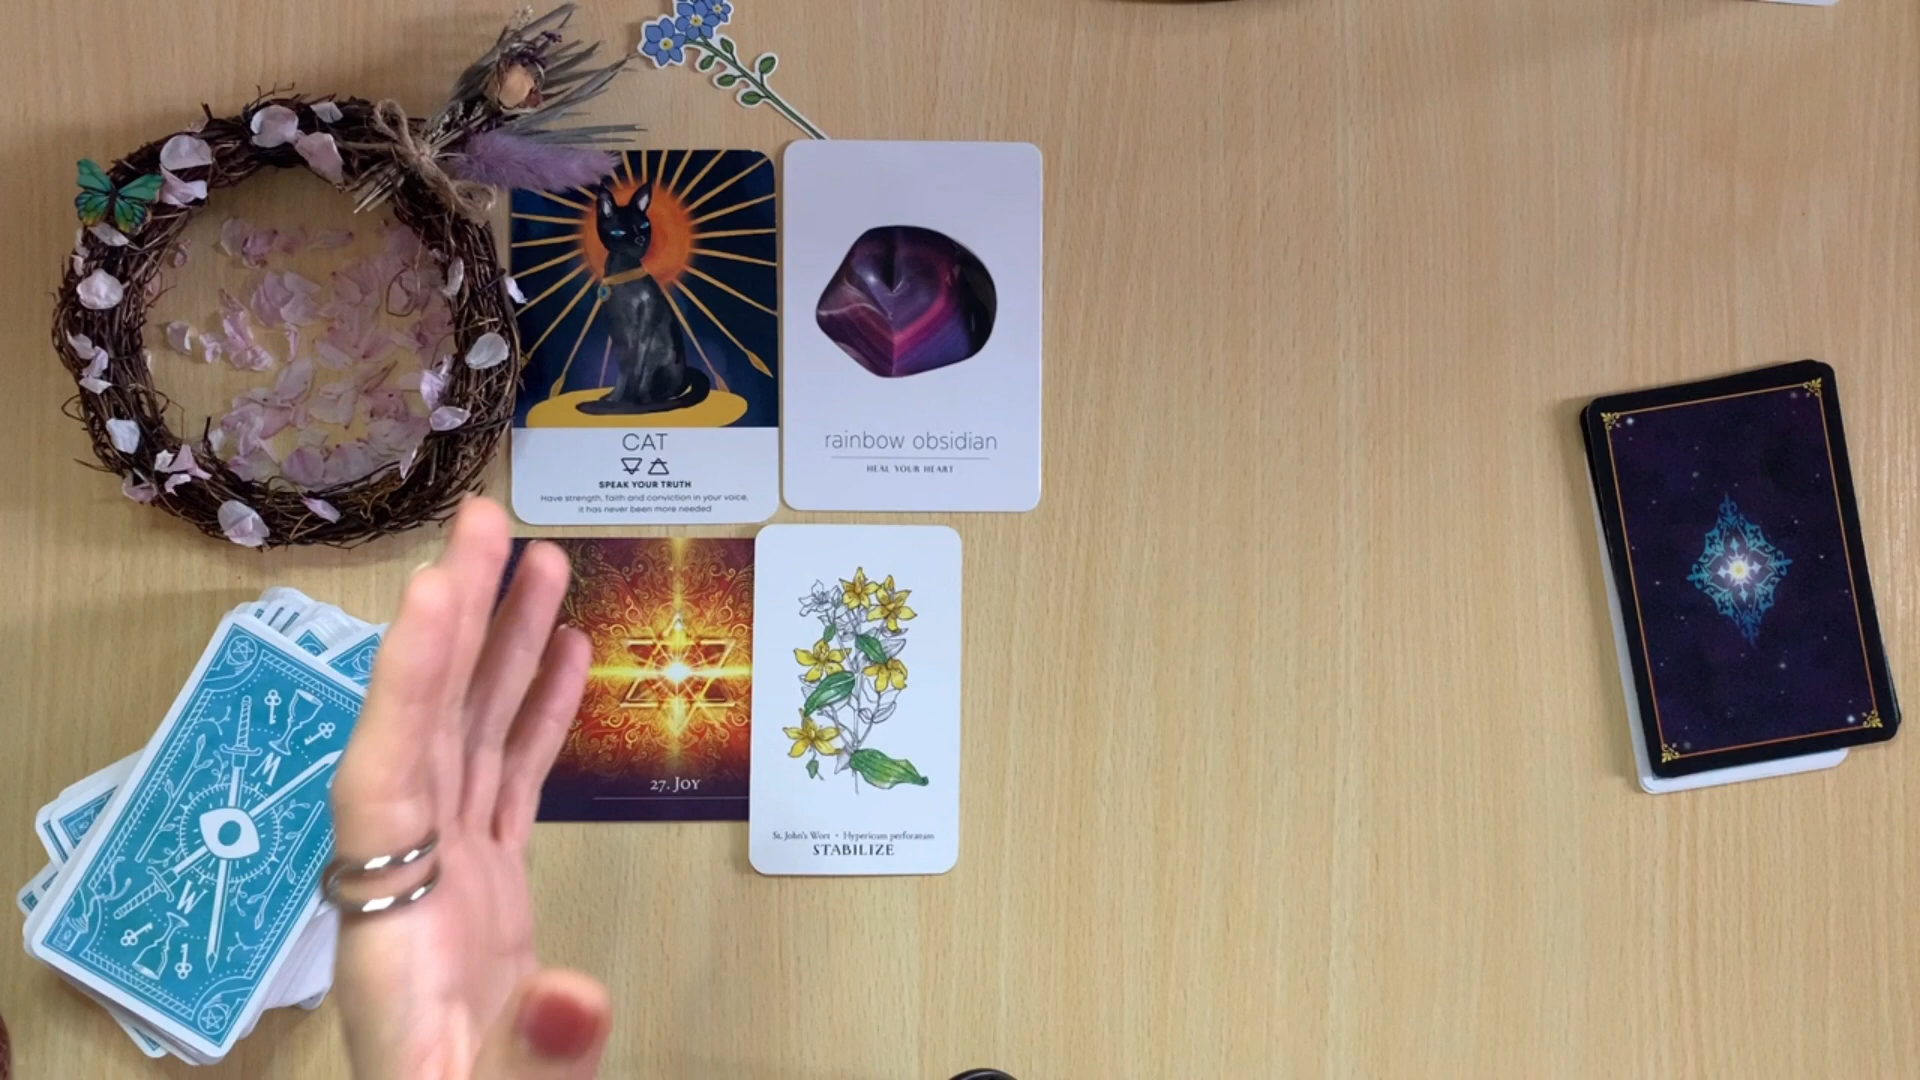 CAT
SPEAK YOUR TRUTH
Have strength, faith and conviction in your voice,
it has never been more needed
rainbow obsidian
HEAL YOUR HEART
27. JOY
St. John's Wort • Hypericum perforatum
STABILIZE
M
W